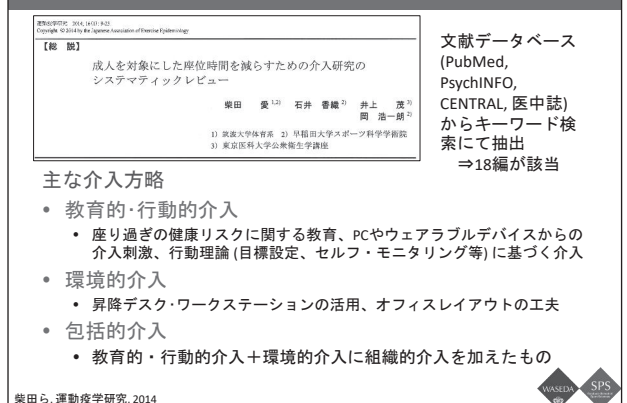 運動疫学研究 2014; 16(1): 9-23
Copyright ©2014 by the Japanese Association of Exercise Epidemiology
【総 説】
成人を対象にした座位時間を減らすための介入研究の
システマティックレビュー
柴田 愛 1,2) 石井 香織 2) 井上 茂 3)
岡 浩一朗 2)
1) 筑波大学体育系 2) 早稲田大学スポーツ科学学術院
3) 東京医科大学公衆衛生学講座
文献データベース
(PubMed,
PsychINFO,
CENTRAL, 医中誌)
からキーワード検
索にて抽出
⇒18編が該当
主な介入方略
• 教育的・行動的介入
• 座り過ぎの健康リスクに関する教育、PCやウェアラブルデバイスからの
介入刺激、行動理論 (目標設定、セルフ・モニタリング等) に基づく介入
• 環境的介入
• 昇降デスク・ワークステーションの活用、オフィスレイアウトの工夫
• 包括的介入
• 教育的・行動的介入＋環境的介入に組織的介入を加えたもの
柴田ら, 運動疫学研究, 2014
WASEDA
SPS